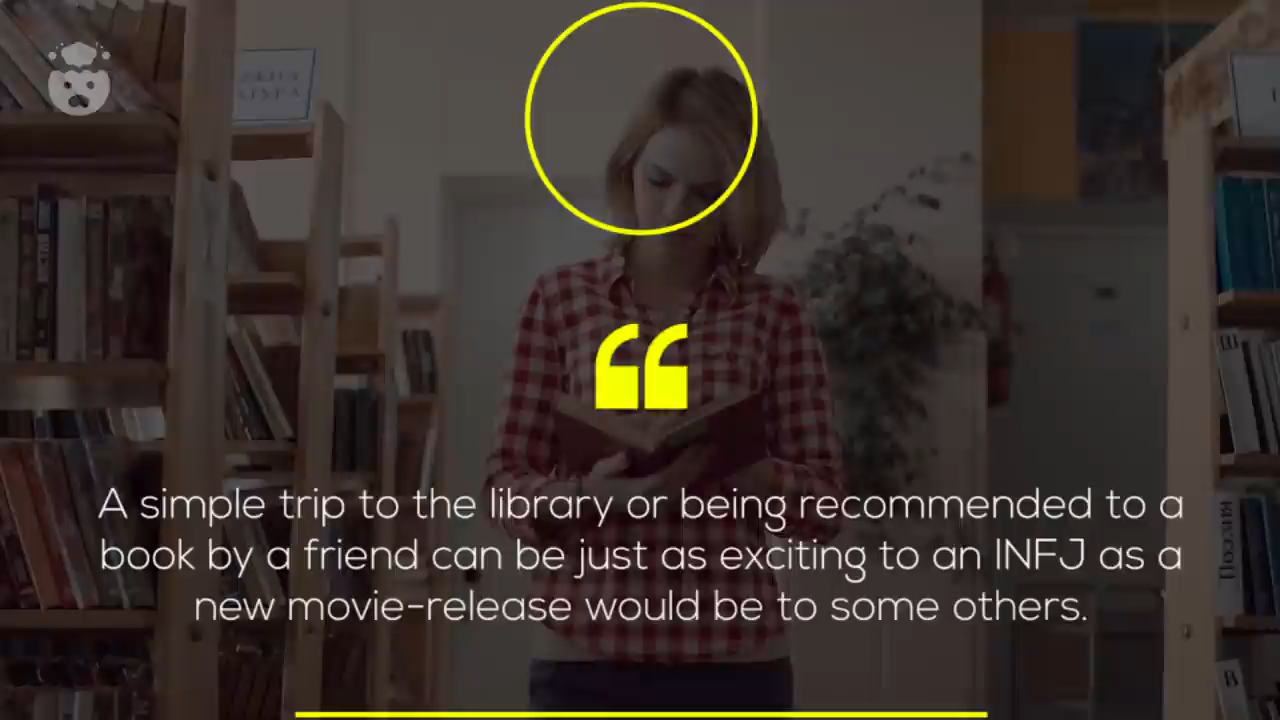 A simple trip to the library or being recommended to a
book by a friend can be just as exciting to an INFJ as a
new movie-release would be to some others.
Поэзия